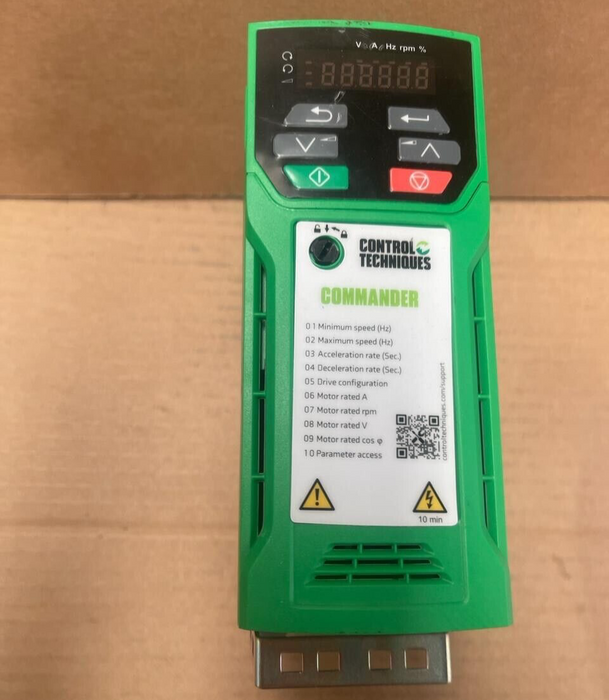 V A Hz rpm %
CONTROL
TECHNIQUES
COMMANDER
01 Minimum speed (Hz)
02 Maximum speed (Hz)
03 Acceleration rate (Sec.)
04 Deceleration rate (Sec.)
05 Drive configuration
06 Motor rated A
07 Motor rated rpm
08 Motor rated V
09 Motor rated cos φ
10 Parameter access
controltechniques.com/support
10 min